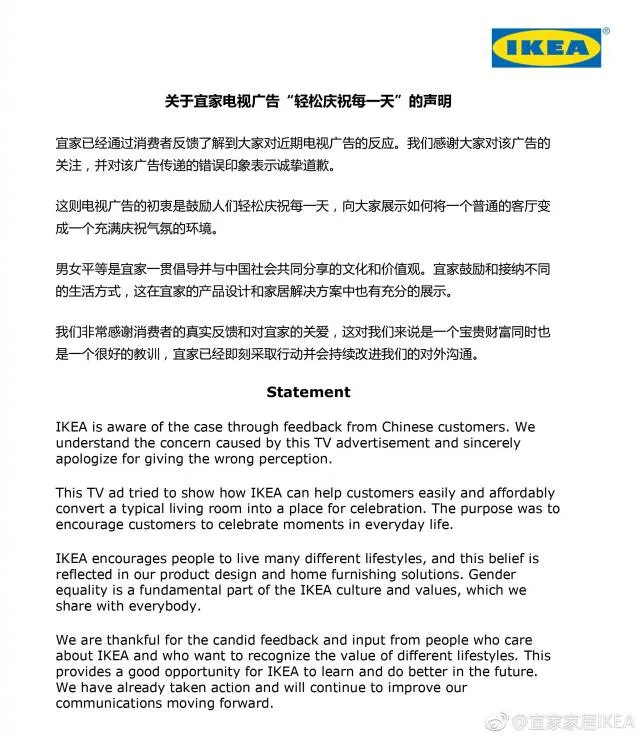 IKEA®
关于宜家电视广告“轻松庆祝每一天”的声明
宜家已经通过消费者反馈了解到大家对近期电视广告的反应。我们感谢大家对该广告的
关注，并对该广告传递的错误印象表示诚挚道歉。
这则电视广告的初衷是鼓励人们轻松庆祝每一天，向大家展示如何将一个普通的客厅变
成一个充满庆祝气氛的环境。
男女平等是宜家一贯倡导并与中国社会共同分享的文化和价值观。宜家鼓励和接纳不同
的生活方式，这在宜家的产品设计和家居解决方案中也有充分的展示。
我们非常感谢消费者的真实反馈和对宜家的关爱，这对我们来说是一个宝贵财富同时也
是一个很好的教训，宜家已经即刻采取行动并会持续改进我们的对外沟通。
Statement
IKEA is aware of the case through feedback from Chinese customers. We
understand the concern caused by this TV advertisement and sincerely
apologize for giving the wrong perception.
This TV ad tried to show how IKEA can help customers easily and affordably
convert a typical living room into a place for celebration. The purpose was to
encourage customers to celebrate moments in everyday life.
IKEA encourages people to live many different lifestyles, and this belief is
reflected in our product design and home furnishing solutions. Gender
equality is a fundamental part of the IKEA culture and values, which we
share with everybody.
We are thankful for the candid feedback and input from people who care
about IKEA and who want to recognize the value of different lifestyles. This
provides a good opportunity for IKEA to learn and do better in the future.
We have already taken action and will continue to improve our
communications moving forward.
@宜家家居IKEA